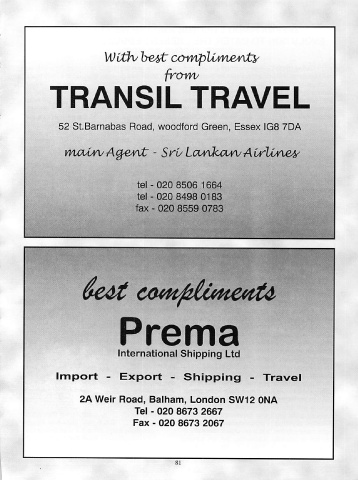 With best compliments
from
TRANSIL TRAVEL
52 St.Barnabas Road, woodford Green, Essex IG8 7DA
main Agent - Sri Lankan Airlines
tel - 020 8506 1664
tel - 020 8498 0183
fax - 020 8559 0783
best compliments
Prema
International Shipping Ltd
Import - Export - Shipping - Travel
2A Weir Road, Balham, London SW12 0NA
Tel - 020 8673 2667
Fax - 020 8673 2067
81